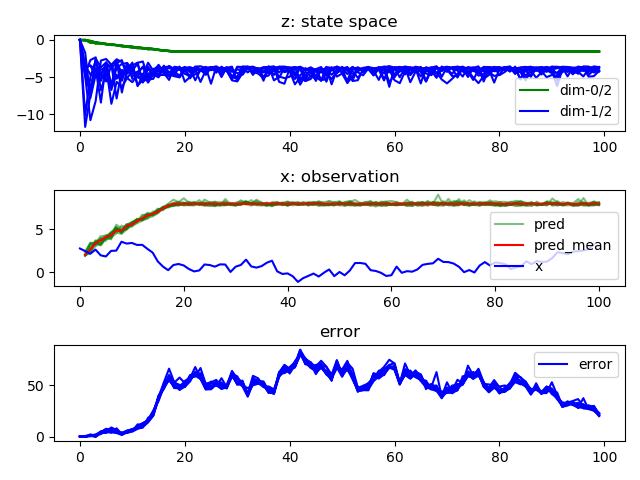 z: state space
0
−5
−10
dim-0/2
dim-1/2
0 20 40 60 80 100
x: observation
5
0
pred
pred_mean
x
0 20 40 60 80 100
error
50
0
error
0 20 40 60 80 100